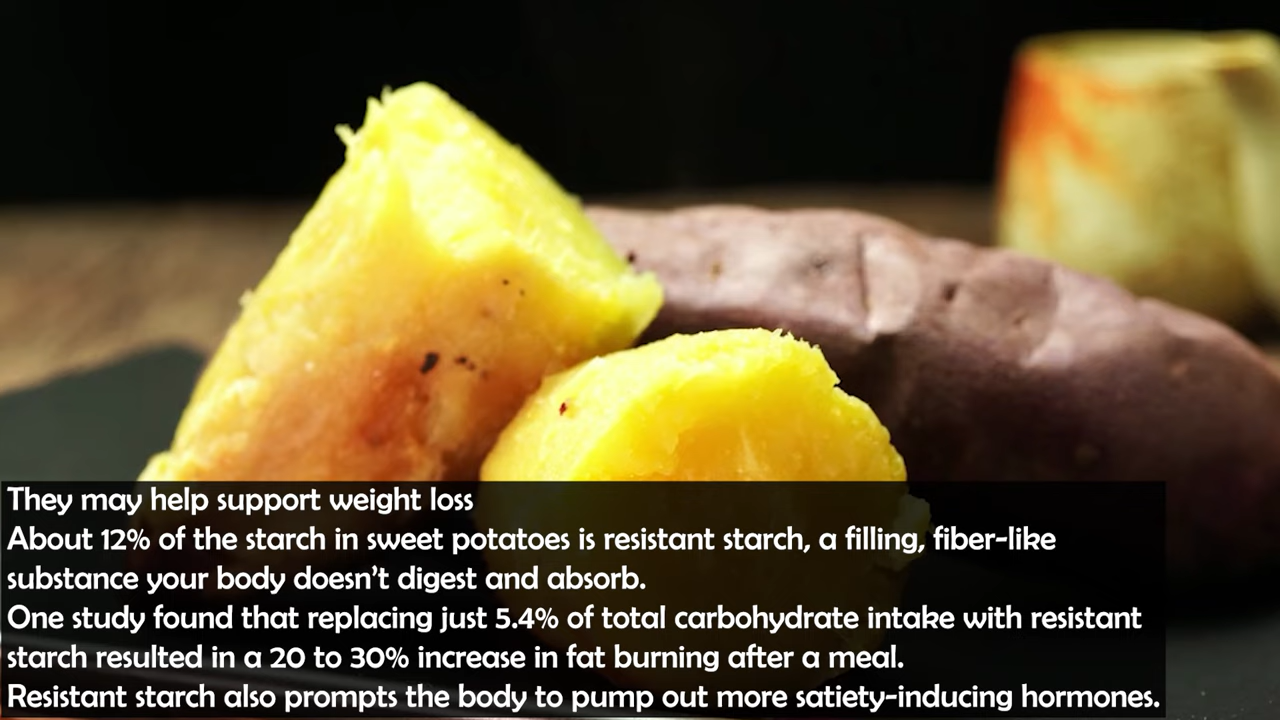 They may help support weight loss
About 12% of the starch in sweet potatoes is resistant starch, a filling, fiber-like
substance your body doesn’t digest and absorb.
One study found that replacing just 5.4% of total carbohydrate intake with resistant
starch resulted in a 20 to 30% increase in fat burning after a meal.
Resistant starch also prompts the body to pump out more satiety-inducing hormones.